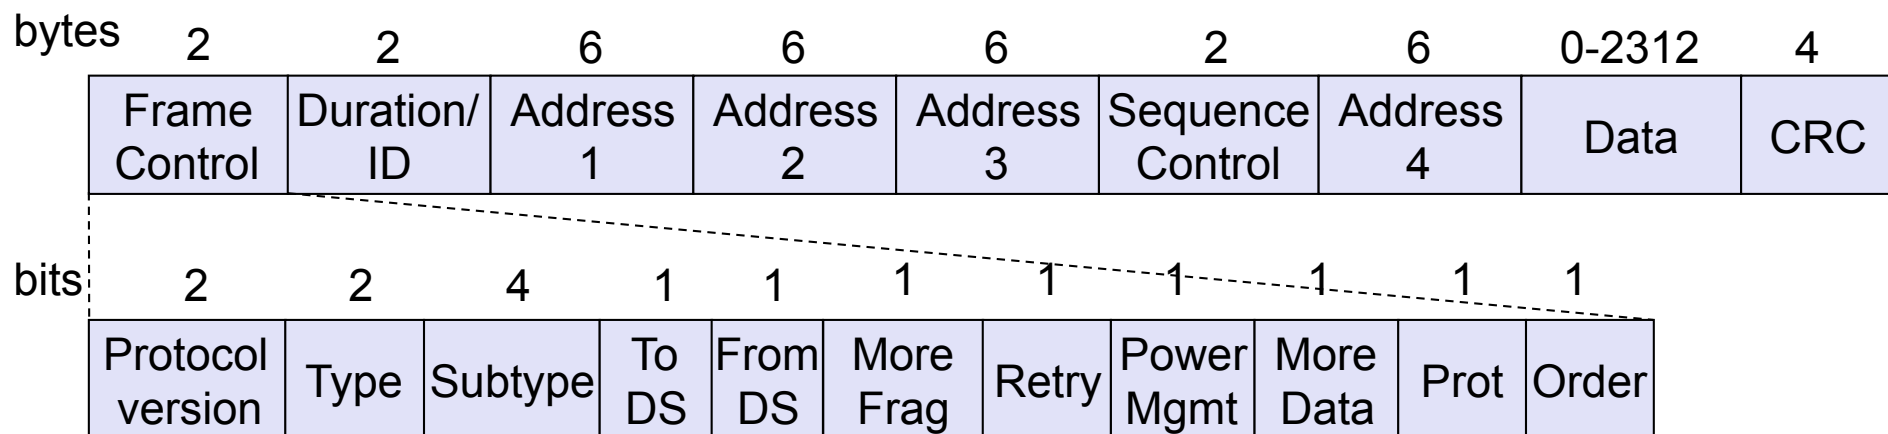 bytes 2 2 6 6 6 2 6 0-2312 4
Frame Control Duration/ ID Address 1 Address 2 Address 3 Sequence Control Address 4 Data CRC
bits 2 2 4 1 1 1 1 1 1 1 1
Protocol version Type Subtype To DS From DS More Frag Retry Power Mgmt More Data Prot Order